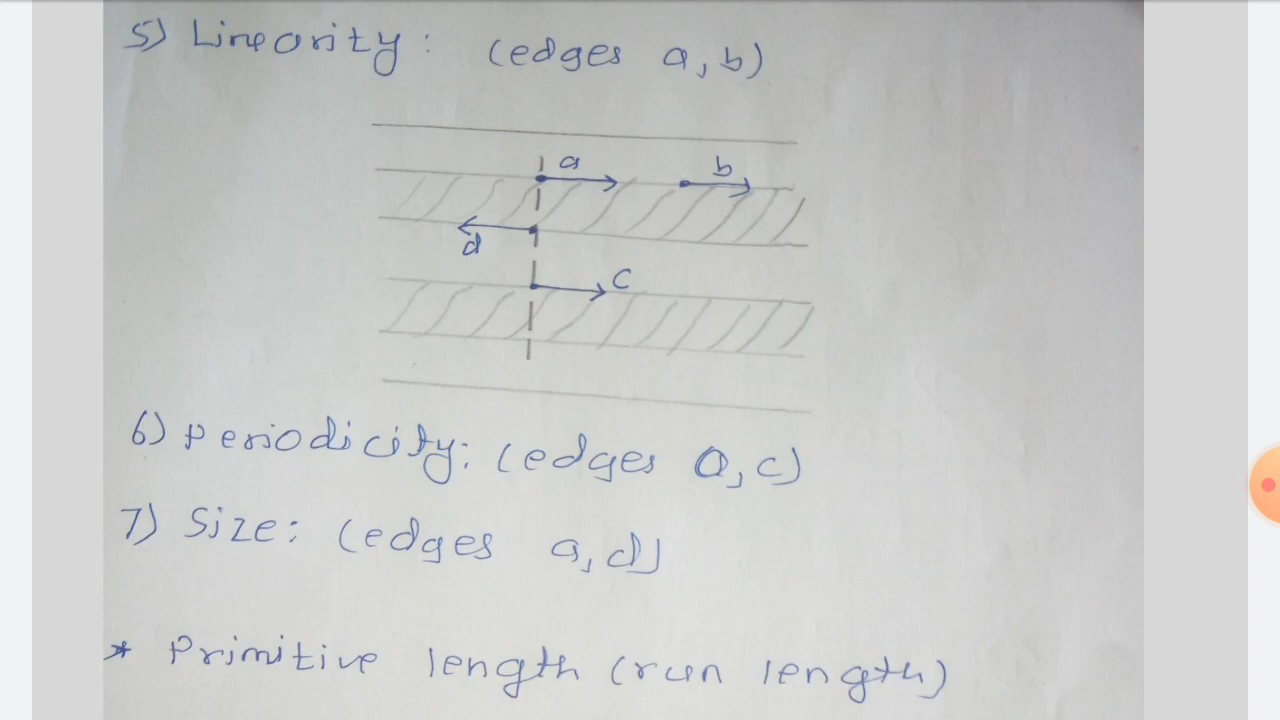 5) Linearity: (edges a,b)
a
b
d
c
6) Periodicity: (edges a,c)
7) Size: (edges a,d)
* Primitive length (run length)